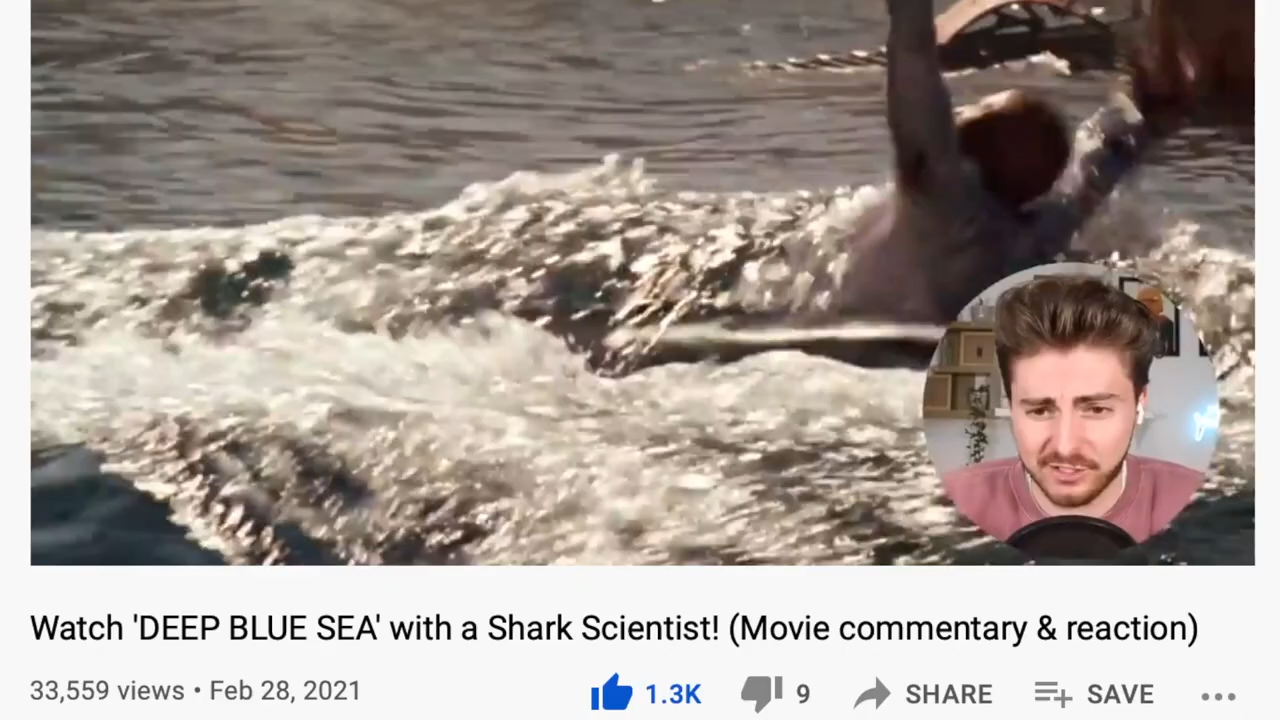 Watch 'DEEP BLUE SEA' with a Shark Scientist! (Movie commentary & reaction)
33,559 views • Feb 28, 2021 1.3K 9 SHARE SAVE